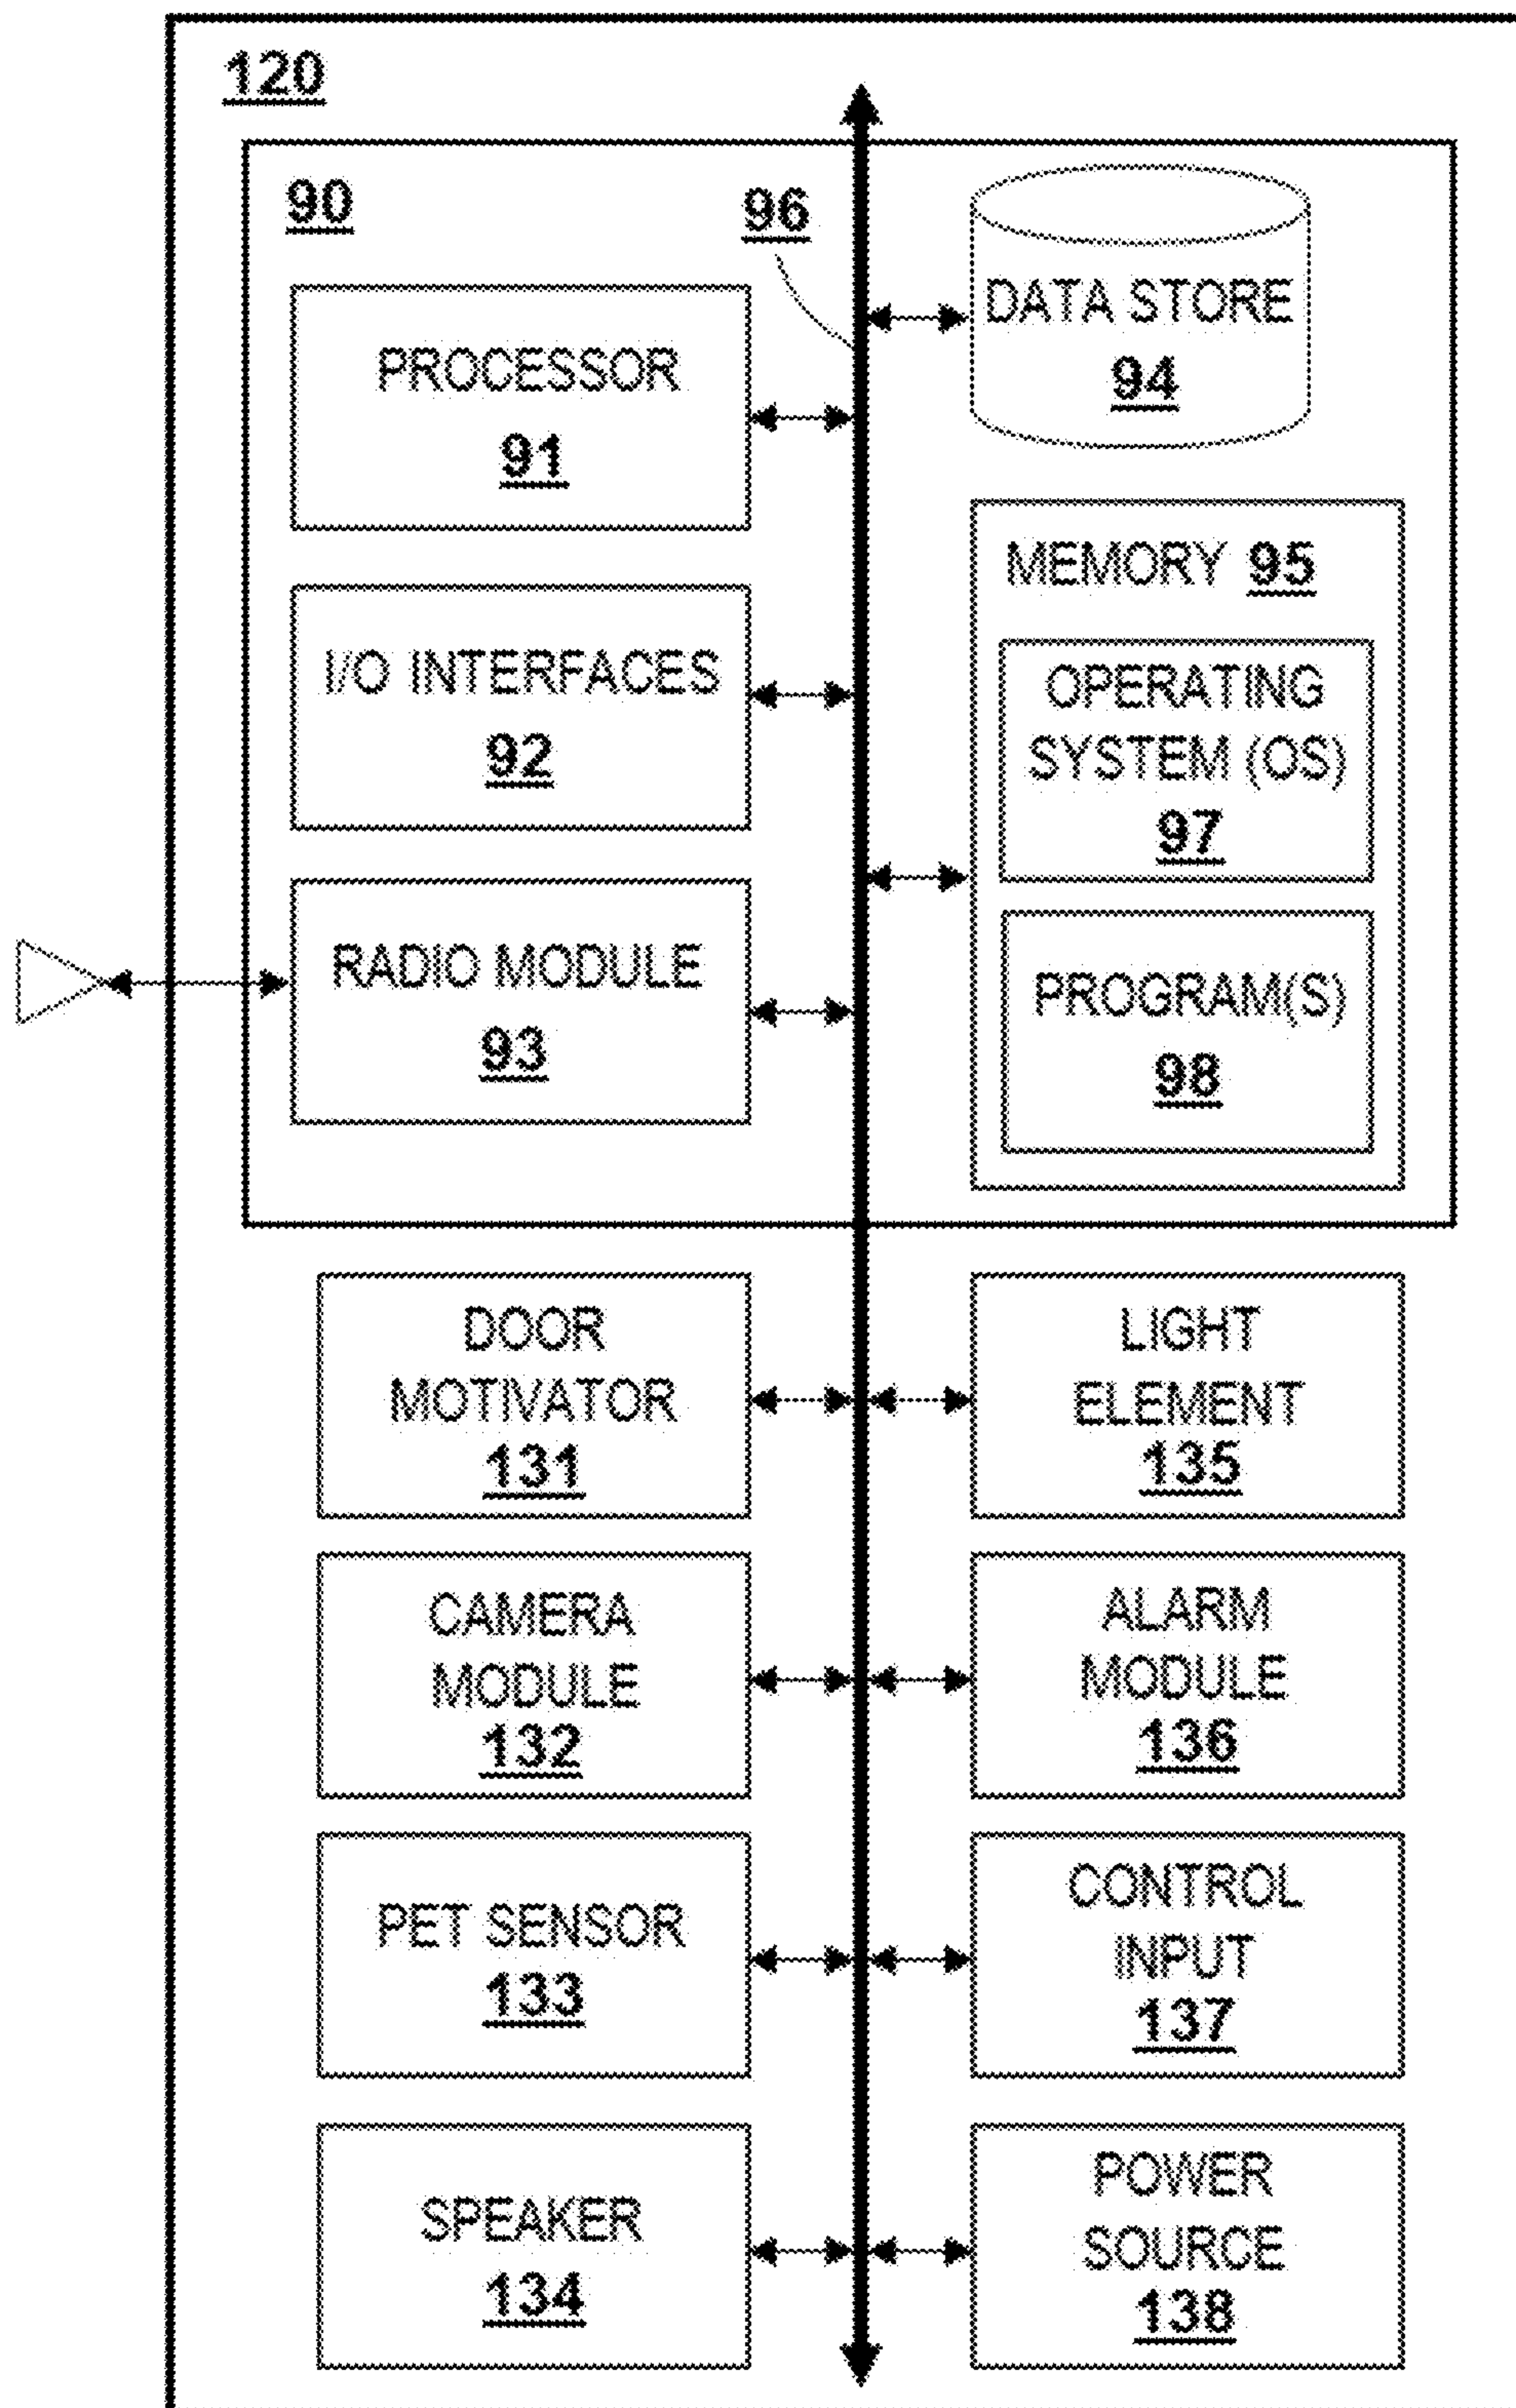 120
90
96
PROCESSOR
91
DATA STORE
94
I/O INTERFACES
92
MEMORY 95
OPERATING
SYSTEM (OS)
97
RADIO MODULE
93
PROGRAM(S)
98
DOOR
MOTIVATOR
131
LIGHT
ELEMENT
135
CAMERA
MODULE
132
ALARM
MODULE
136
PET SENSOR
133
CONTROL
INPUT
137
SPEAKER
134
POWER
SOURCE
138